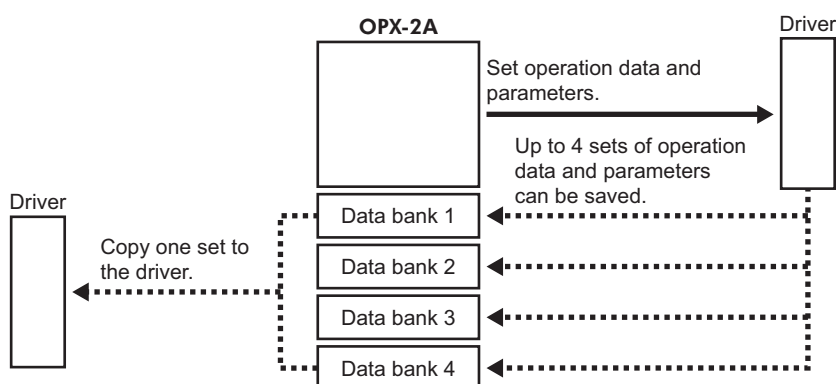 OPX-2A
Driver
Set operation data and
parameters.
Up to 4 sets of operation
data and parameters
can be saved.
Driver
Copy one set to
the driver.
Data bank 1
Data bank 2
Data bank 3
Data bank 4